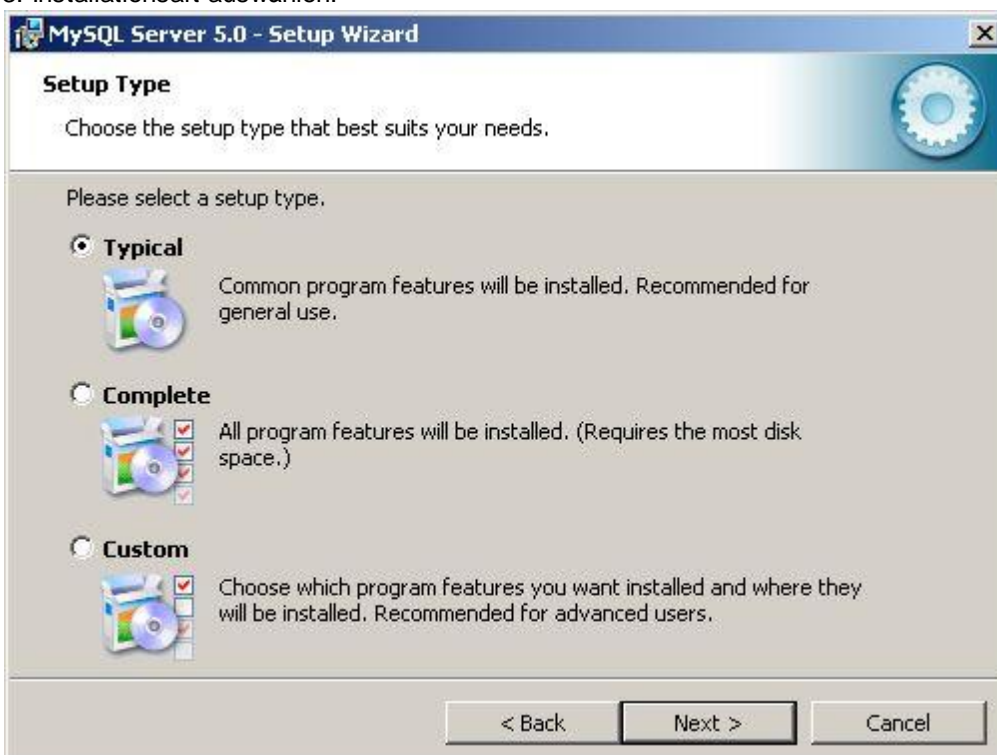 Installationsart auswählen.
MySQL Server 5.0 - Setup Wizard
Setup Type
Choose the setup type that best suits your needs.
Please select a setup type.
Typical
Common program features will be installed. Recommended for
general use.
Complete
All program features will be installed. (Requires the most disk
space.)
Custom
Choose which program features you want installed and where they
will be installed. Recommended for advanced users.
< Back
Next >
Cancel